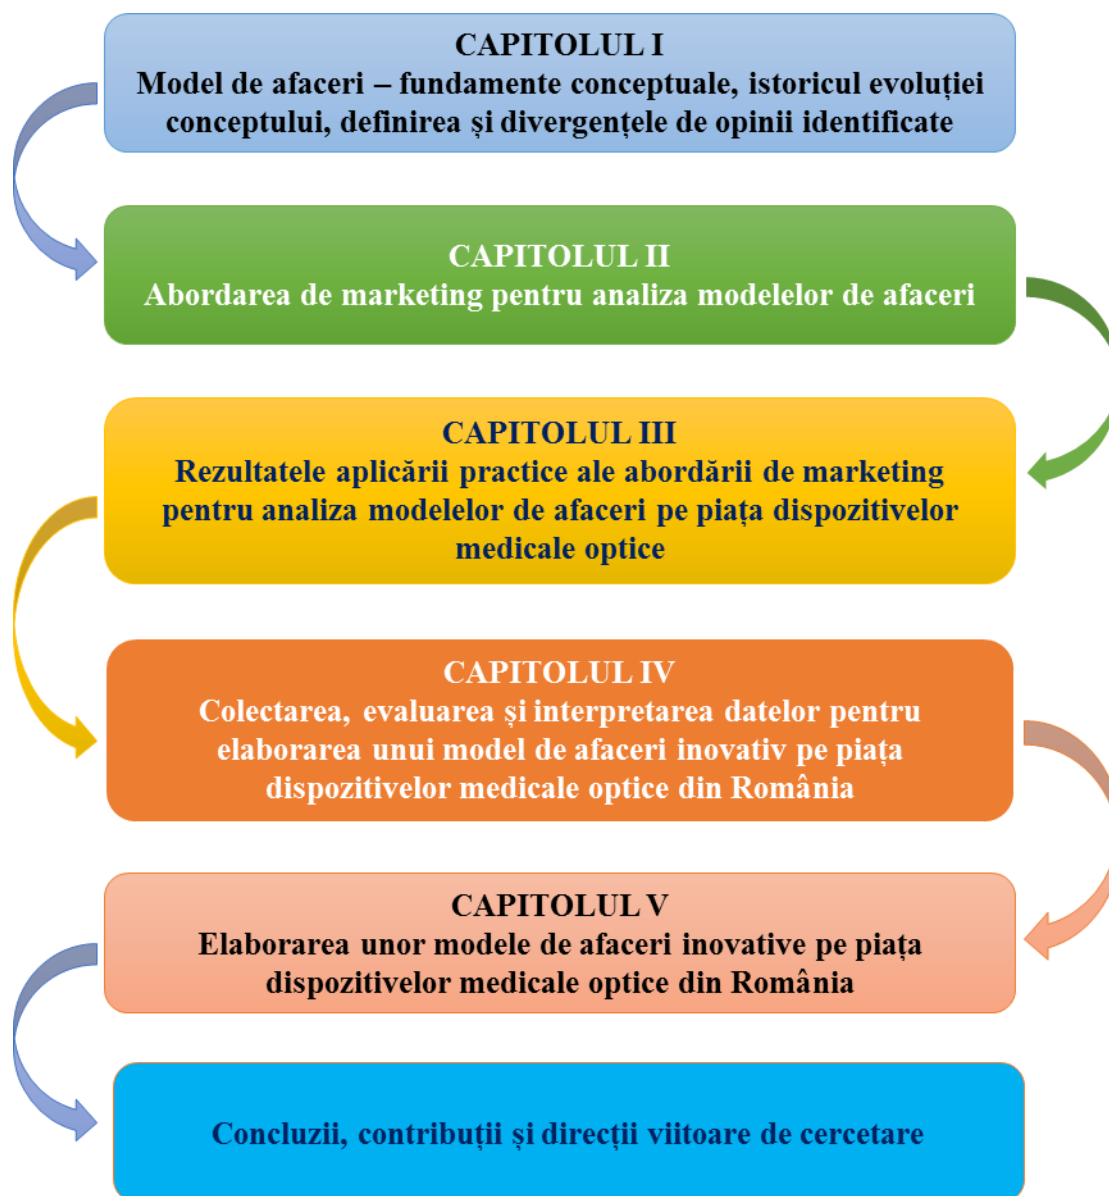 CAPITOLUL I
Model de afaceri – fundamente conceptuale, istoricul evoluției
conceptului, definirea și divergențele de opinii identificate
CAPITOLUL II
Abordarea de marketing pentru analiza modelelor de afaceri
CAPITOLUL III
Rezultatele aplicării practice ale abordării de marketing
pentru analiza modelelor de afaceri pe piața dispozitivelor
medicale optice
CAPITOLUL IV
Colectarea, evaluarea și interpretarea datelor pentru
elaborarea unui model de afaceri inovativ pe piața
dispozitivelor medicale optice din România
CAPITOLUL V
Elaborarea unor modele de afaceri inovative pe piața
dispozitivelor medicale optice din România
Concluzii, contribuții și direcții viitoare de cercetare